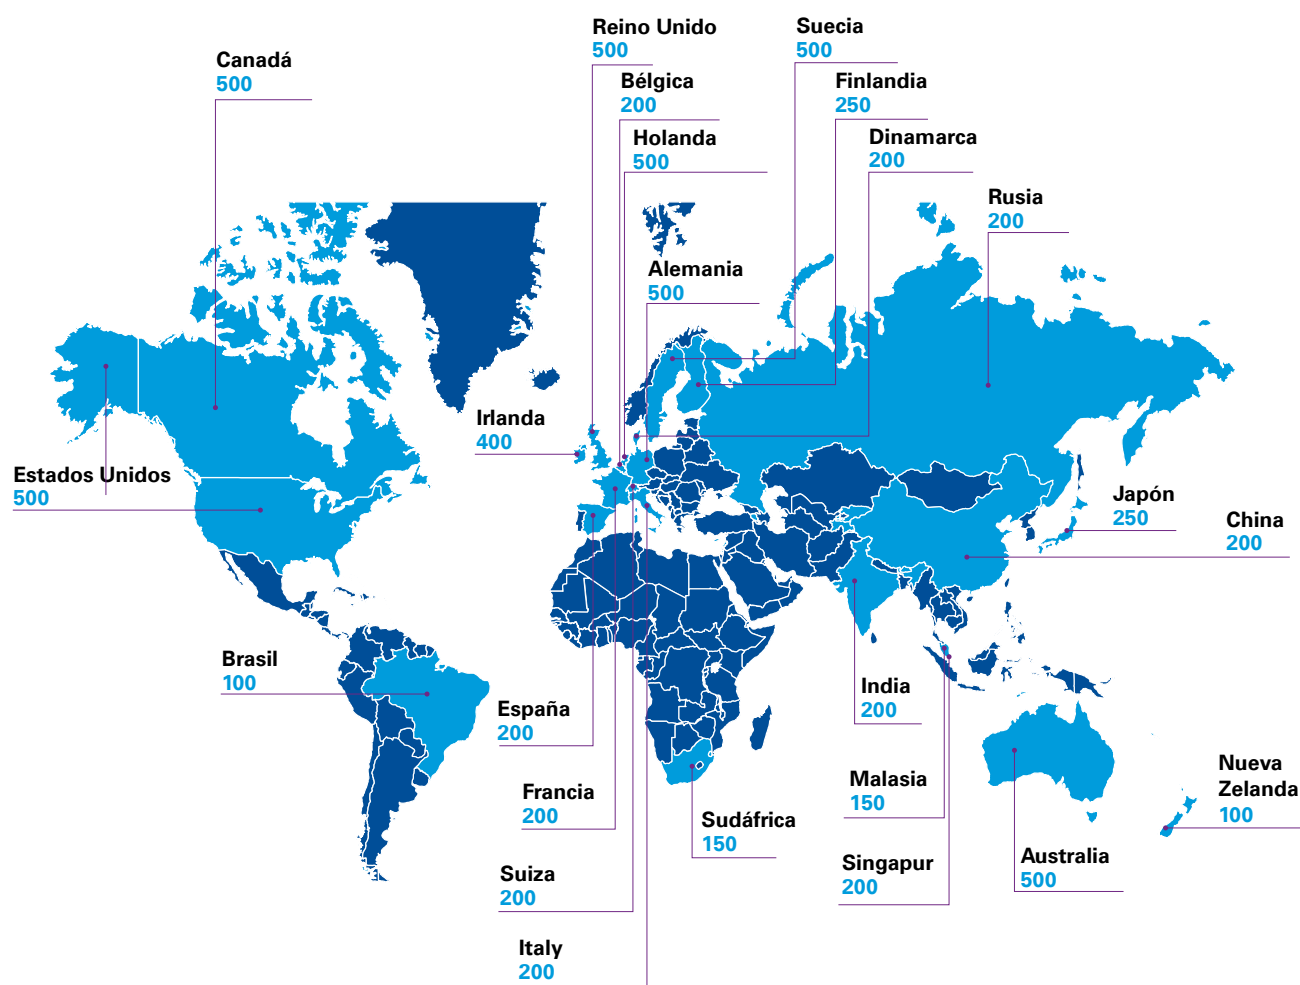 Reino Unido
500
Suecia
500
Canadá
500
Bélgica
200
Finlandia
250
Holanda
500
Dinamarca
200
Rusia
200
Alemania
500
Irlanda
400
Estados Unidos
500
Japón
250
China
200
Brasil
100
España
200
India
200
Francia
200
Malasia
150
Nueva
Zelanda
100
Sudáfrica
150
Singapur
200
Australia
500
Suiza
200
Italy
200